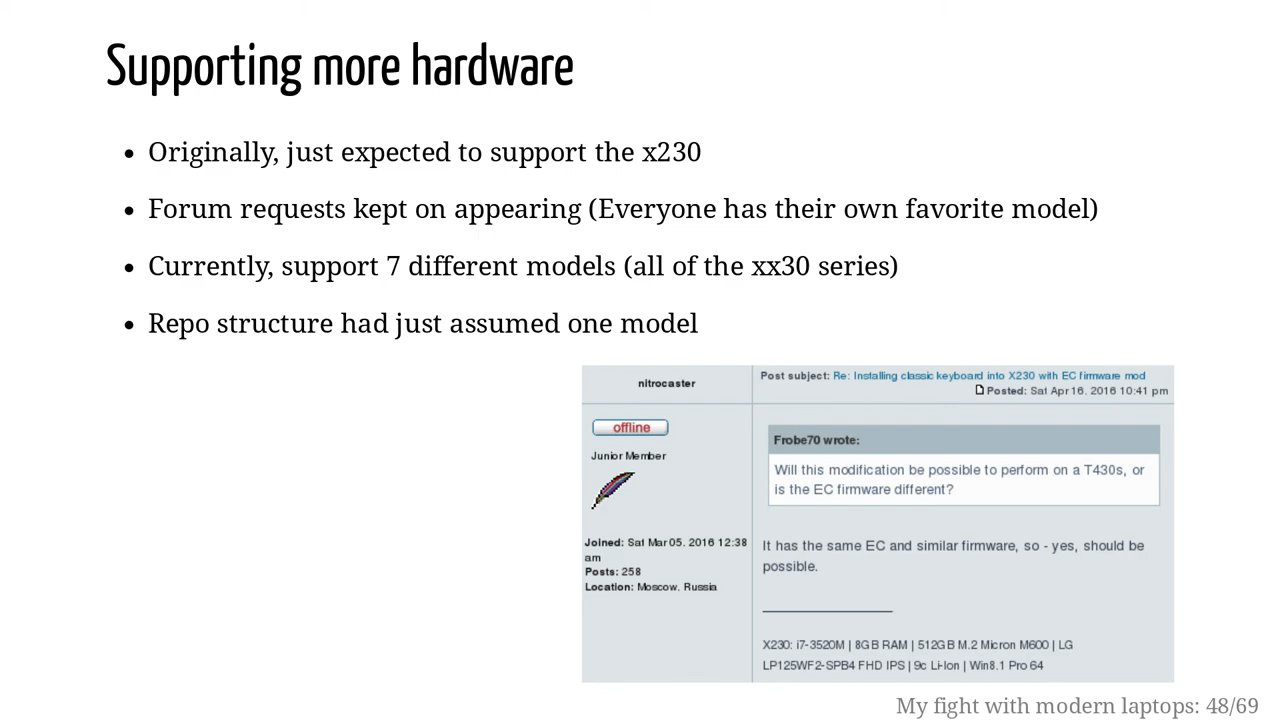 Supporting more hardware
• Originally, just expected to support the x230
• Forum requests kept on appearing (Everyone has their own favorite model)
• Currently, support 7 different models (all of the xx30 series)
• Repo structure had just assumed one model
nitrocaster
Post subject: Re: Installing classic keyboard into X230 with EC firmware mod
Posted: Sat Apr 16, 2016 10:41 pm
offline
Junior Member
Joined: Sat Mar 05, 2016 12:38
am
Posts: 258
Location: Moscow, Russia
Frobe70 wrote:
Will this modification be possible to perform on a T430s, or
is the EC firmware different?
It has the same EC and similar firmware, so - yes, should be
possible.
X230: i7-3520M | 8GB RAM | 512GB M.2 Micron M600 | LG
LP125WF2-SPB4 FHD IPS | 9c Li-Ion | Win8.1 Pro 64
My fight with modern laptops: 48/69